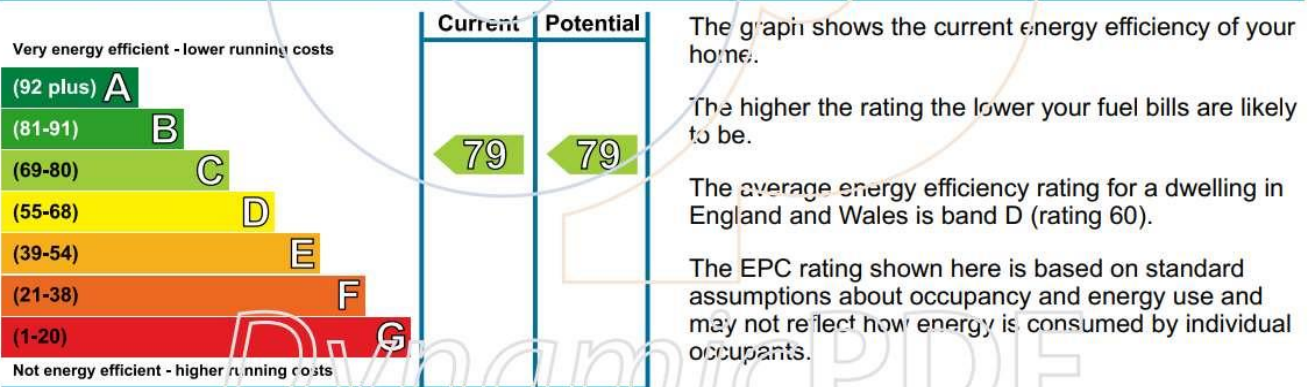 Current Potential
Very energy efficient - lower running costs
(92 plus) A
(81-91) B
(69-80) C
(55-68) D
(39-54) E
(21-38) F
(1-20) G
Not energy efficient - higher running costs
79 79
The graph shows the current energy efficiency of your
home.
The higher the rating the lower your fuel bills are likely
to be.
The average energy efficiency rating for a dwelling in
England and Wales is band D (rating 60).
The EPC rating shown here is based on standard
assumptions about occupancy and energy use and
may not reflect how energy is consumed by individual
occupants.
DynamicPDF